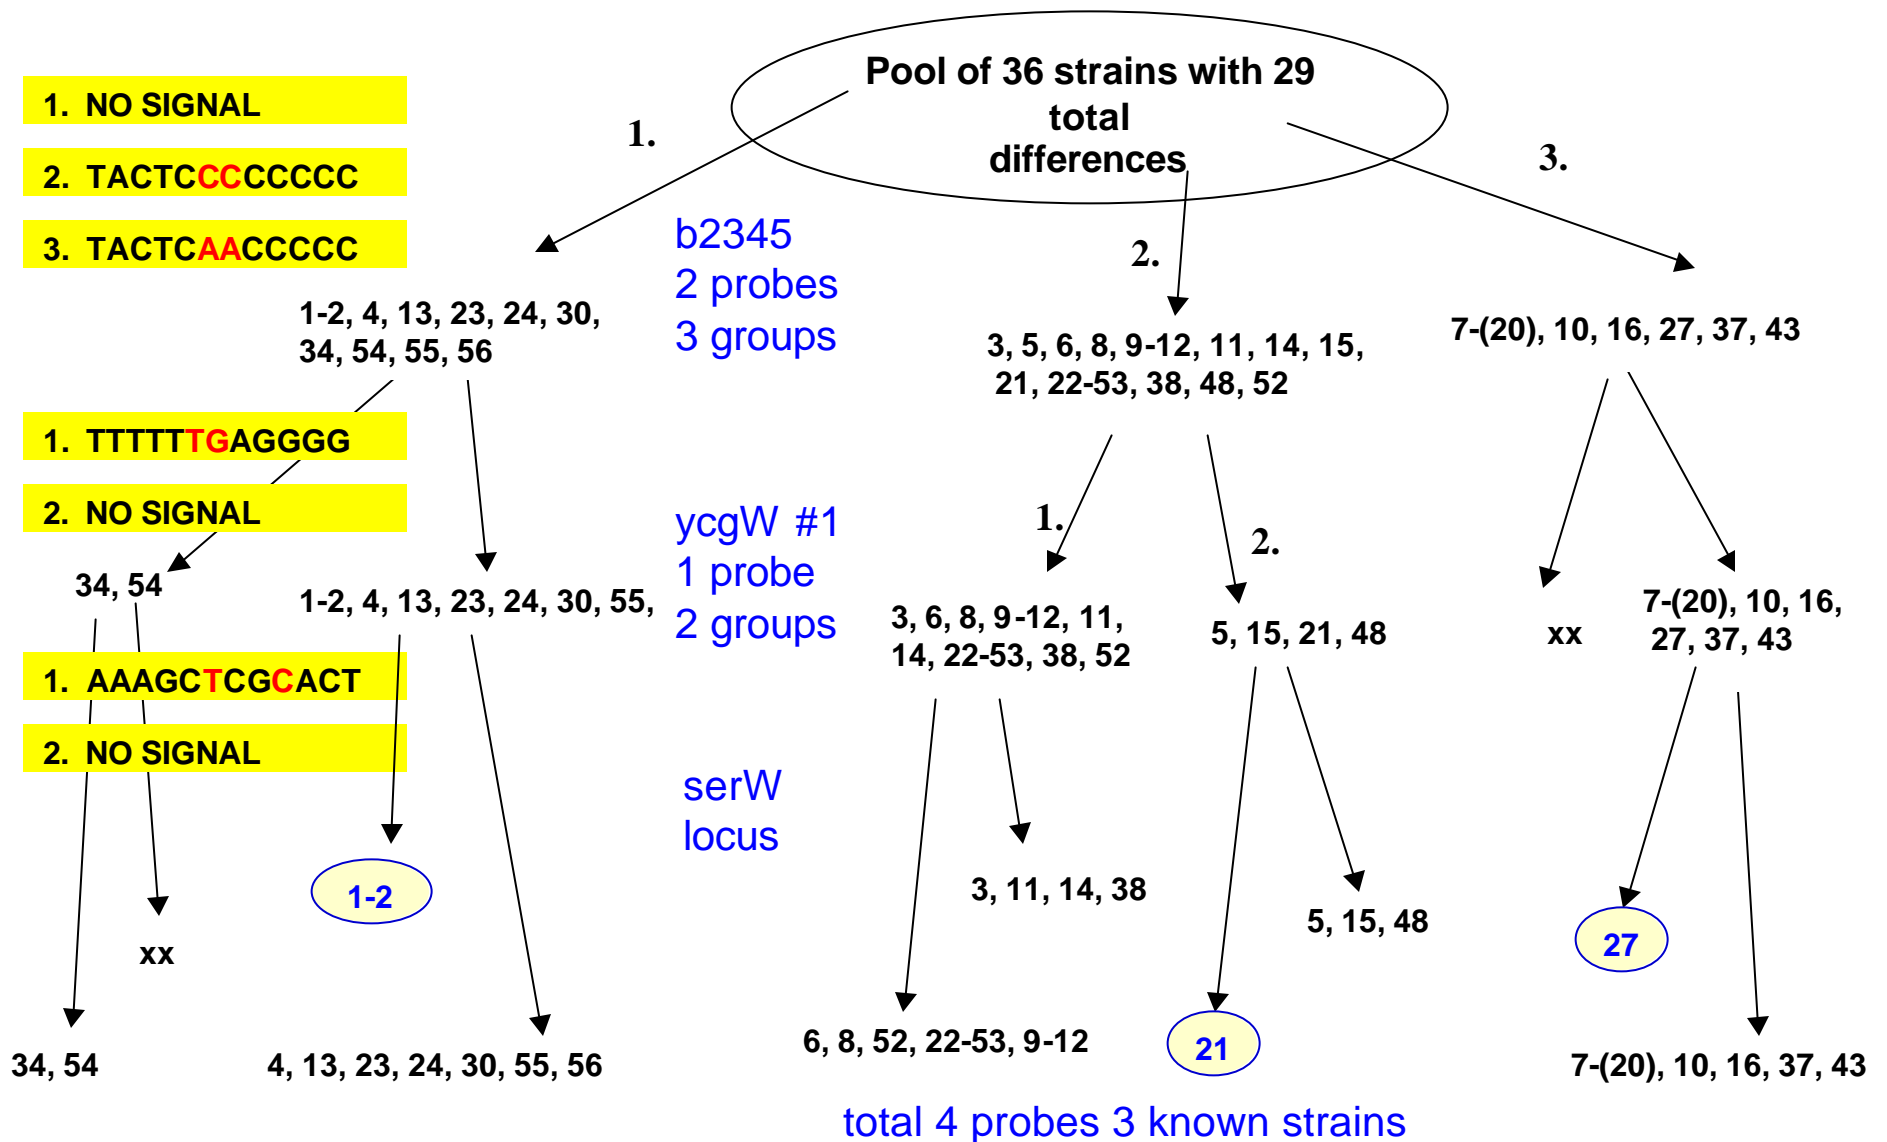 Pool of 36 strains with 29
total
differences
1. NO SIGNAL
2. TACTCCCCCCCC
3. TACTCAACCCCC
1.
2.
3.
b2345
2 probes
3 groups
1-2, 4, 13, 23, 24, 30,
34, 54, 55, 56
3, 5, 6, 8, 9-12, 11, 14, 15,
21, 22-53, 38, 48, 52
7-(20), 10, 16, 27, 37, 43
1. TTTTTTGAGGGG
2. NO SIGNAL
ycgW #1
1 probe
2 groups
1.
2.
34, 54
1-2, 4, 13, 23, 24, 30, 55,
3, 6, 8, 9-12, 11,
14, 22-53, 38, 52
5, 15, 21, 48
xx
7-(20), 10, 16,
27, 37, 43
1. AAAGCTCGCACT
2. NO SIGNAL
serW
locus
1-2
xx
3, 11, 14, 38
5, 15, 48
27
34, 54
4, 13, 23, 24, 30, 55, 56
6, 8, 52, 22-53, 9-12
21
7-(20), 10, 16, 37, 43
total 4 probes 3 known strains